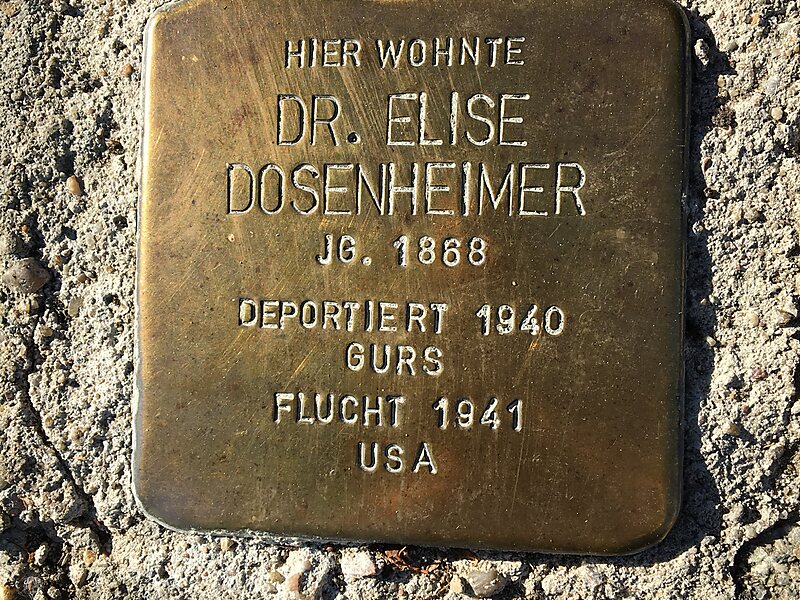 HIER WOHNTE
DR. ELISE
DOSENHEIMER
JG. 1868
DEPORTIERT 1940
GURS
FLUCHT 1941
USA